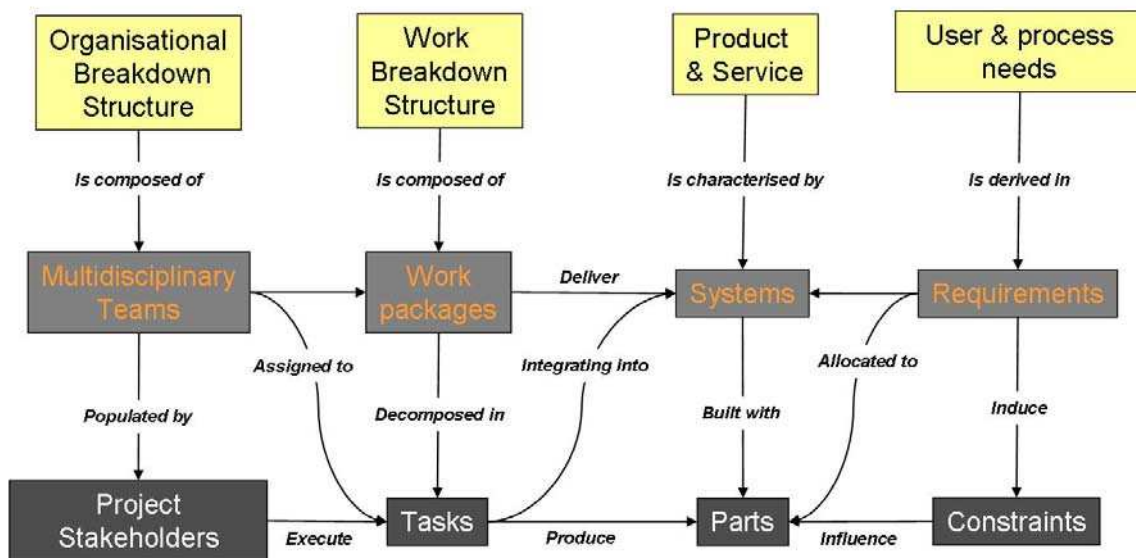 Organisational
Breakdown
Structure
Work
Breakdown
Structure
Product
& Service
User & process
needs
Is composed of
Is composed of
Is characterised by
Is derived in
Multidisciplinary
Teams
Work
packages
Deliver
Systems
Requirements
Assigned to
Integrating into
Allocated to
Populated by
Decomposed in
Built with
Induce
Project
Stakeholders
Execute
Tasks
Produce
Parts
Influence
Constraints